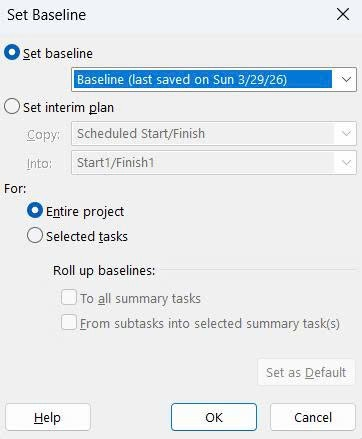 Set Baseline
Set baseline
Baseline (last saved on Sun 3/29/26)
Set interim plan
Copy: Scheduled Start/Finish
Into: Start1/Finish1
For:
Entire project
Selected tasks
Roll up baselines:
To all summary tasks
From subtasks into selected summary task(s)
Set as Default
Help OK Cancel